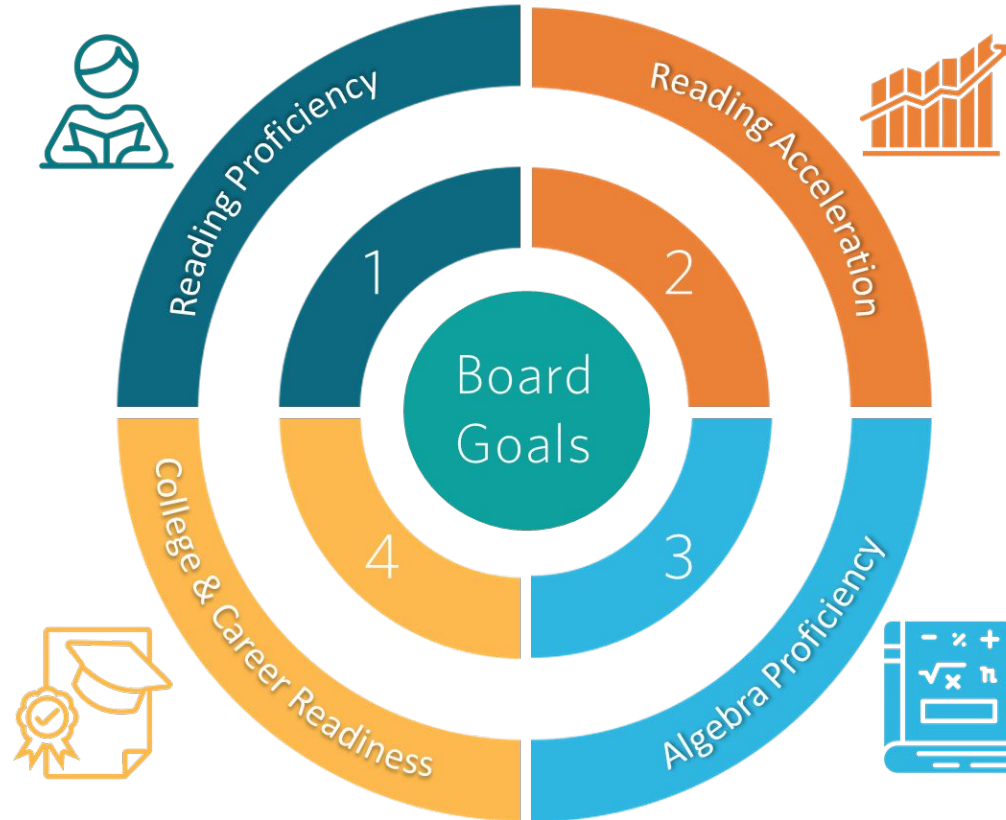 Reading Proficiency
Reading Acceleration
1
2
Board
Goals
4
3
College & Career Readiness
Algebra Proficiency
- % +
√x n